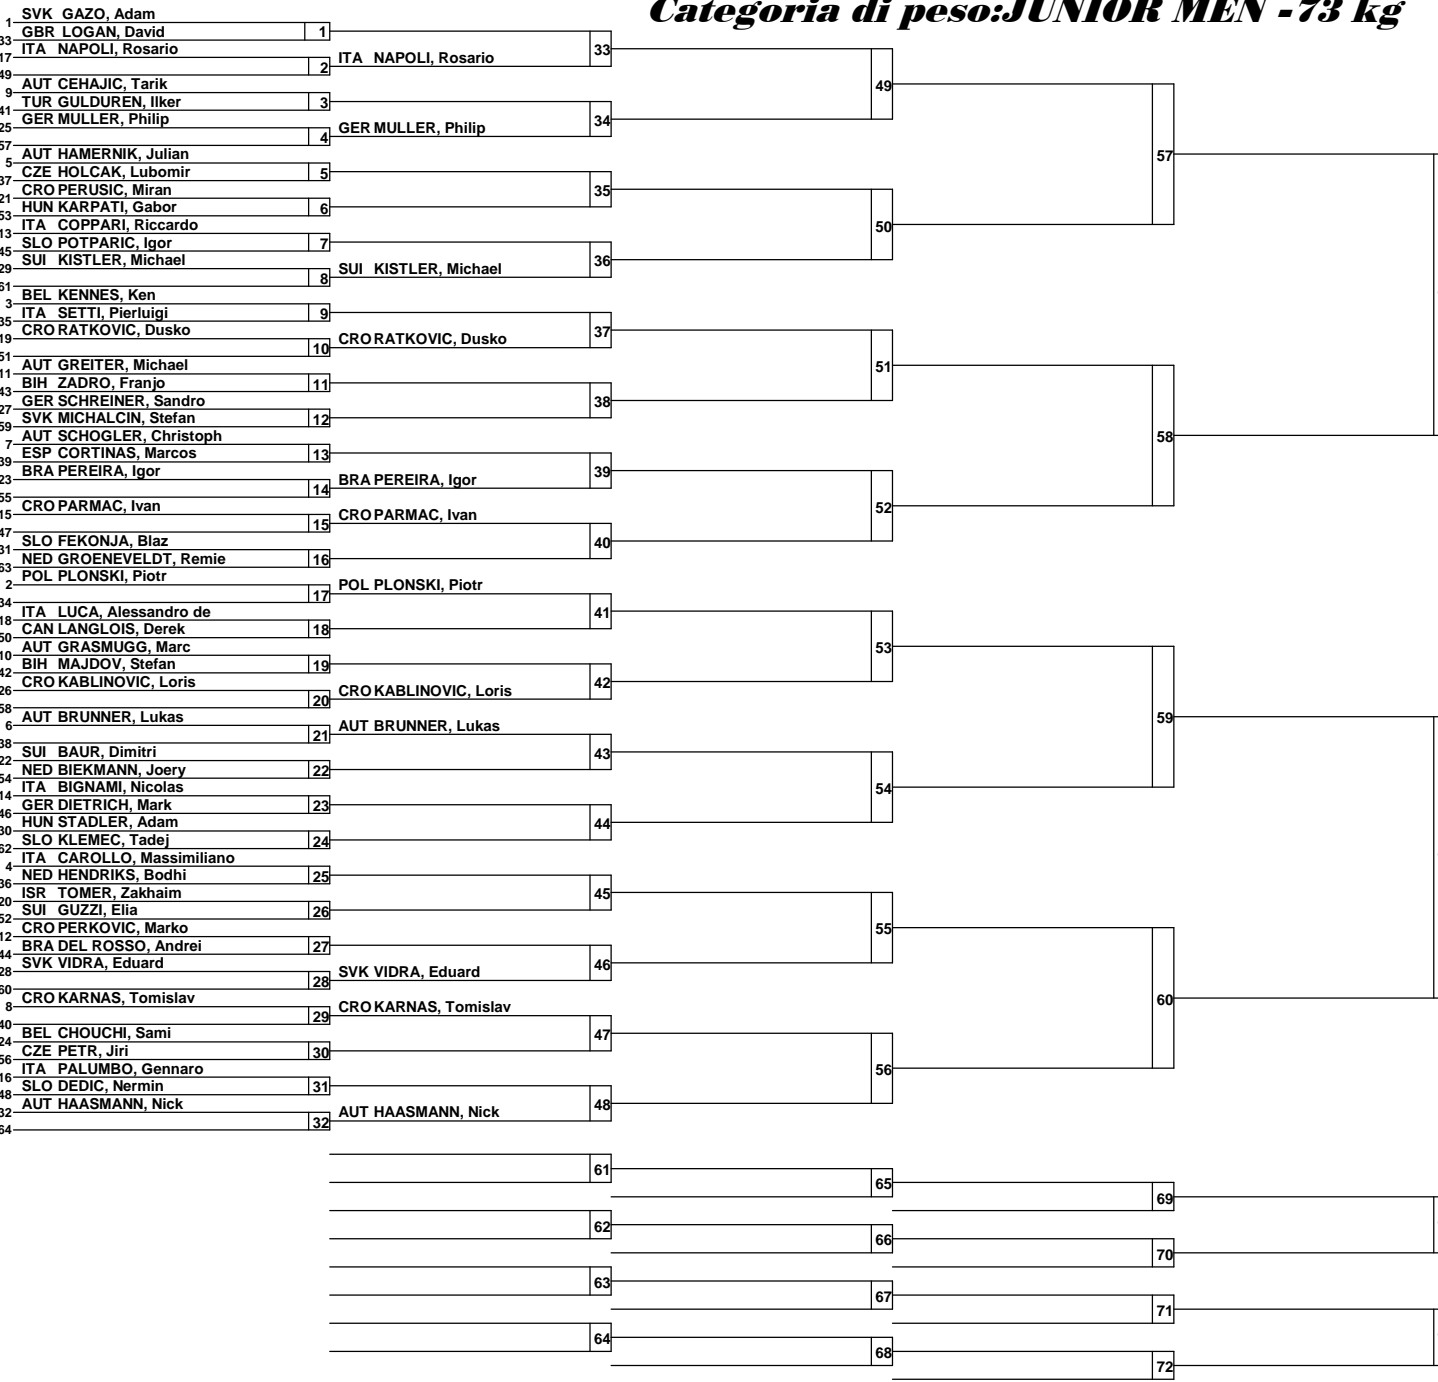 Categoria di peso:JUNIOR MEN -73 kg
1 SVK GAZO, Adam
33 GBR LOGAN, David
1
17 ITA NAPOLI, Rosario
49
2
9 AUT CEHAJIC, Tarik
41 TUR GULDUREN, Ilker
3
25 GER MULLER, Philip
57
4
5 AUT HAMERNIK, Julian
37 CZE HOLCAK, Lubomir
5
21 CRO PERUSIC, Miran
53 HUN KARPATI, Gabor
6
13 ITA COPPARI, Riccardo
45 SLO POTPARIC, Igor
7
29 SUI KISTLER, Michael
61
8
3 BEL KENNES, Ken
35 ITA SETTI, Pierluigi
9
19 CRO RATKOVIC, Dusko
51
10
11 AUT GREITER, Michael
43 BIH ZADRO, Franjo
11
27 GER SCHREINER, Sandro
59 SVK MICHALCIN, Stefan
12
7 AUT SCHOGLER, Christoph
39 ESP CORTINAS, Marcos
13
23 BRA PEREIRA, Igor
55
14
15 CRO PARMAC, Ivan
47
15
31 SLO FEKONJA, Blaz
63 NED GROENEVELDT, Remie
16
2 POL PLONSKI, Piotr
34
17
18 ITA LUCA, Alessandro de
50 CAN LANGLOIS, Derek
18
10 AUT GRASMUGG, Marc
42 BIH MAJDOV, Stefan
19
26 CRO KABLINOVIC, Loris
58
20
6 AUT BRUNNER, Lukas
38
21
22 SUI BAUR, Dimitri
54 NED BIEKMANN, Joery
22
14 ITA BIGNAMI, Nicolas
46 GER DIETRICH, Mark
23
30 HUN STADLER, Adam
62 SLO KLEMEC, Tadej
24
4 ITA CAROLLO, Massimiliano
36 NED HENDRIKS, Bodhi
25
20 ISR TOMER, Zakhaim
52 SUI GUZZI, Elia
26
12 CRO PERKOVIC, Marko
44 BRA DEL ROSSO, Andrei
27
28 SVK VIDRA, Eduard
60
28
8 CRO KARNAS, Tomislav
40
29
24 BEL CHOUCHI, Sami
56 CZE PETR, Jiri
30
16 ITA PALUMBO, Gennaro
48 SLO DEDIC, Nermin
31
32 AUT HAASMANN, Nick
64
32
ITA NAPOLI, Rosario
33
GER MULLER, Philip
34
35
SUI KISTLER, Michael
36
CRO RATKOVIC, Dusko
37
38
BRA PEREIRA, Igor
39
CRO PARMAC, Ivan
40
POL PLONSKI, Piotr
41
CRO KABLINOVIC, Loris
42
AUT BRUNNER, Lukas
43
44
45
SVK VIDRA, Eduard
46
CRO KARNAS, Tomislav
47
AUT HAASMANN, Nick
48
49
50
51
52
53
54
55
56
57
58
59
60
61
62
63
64
65
66
67
68
69
70
71
72